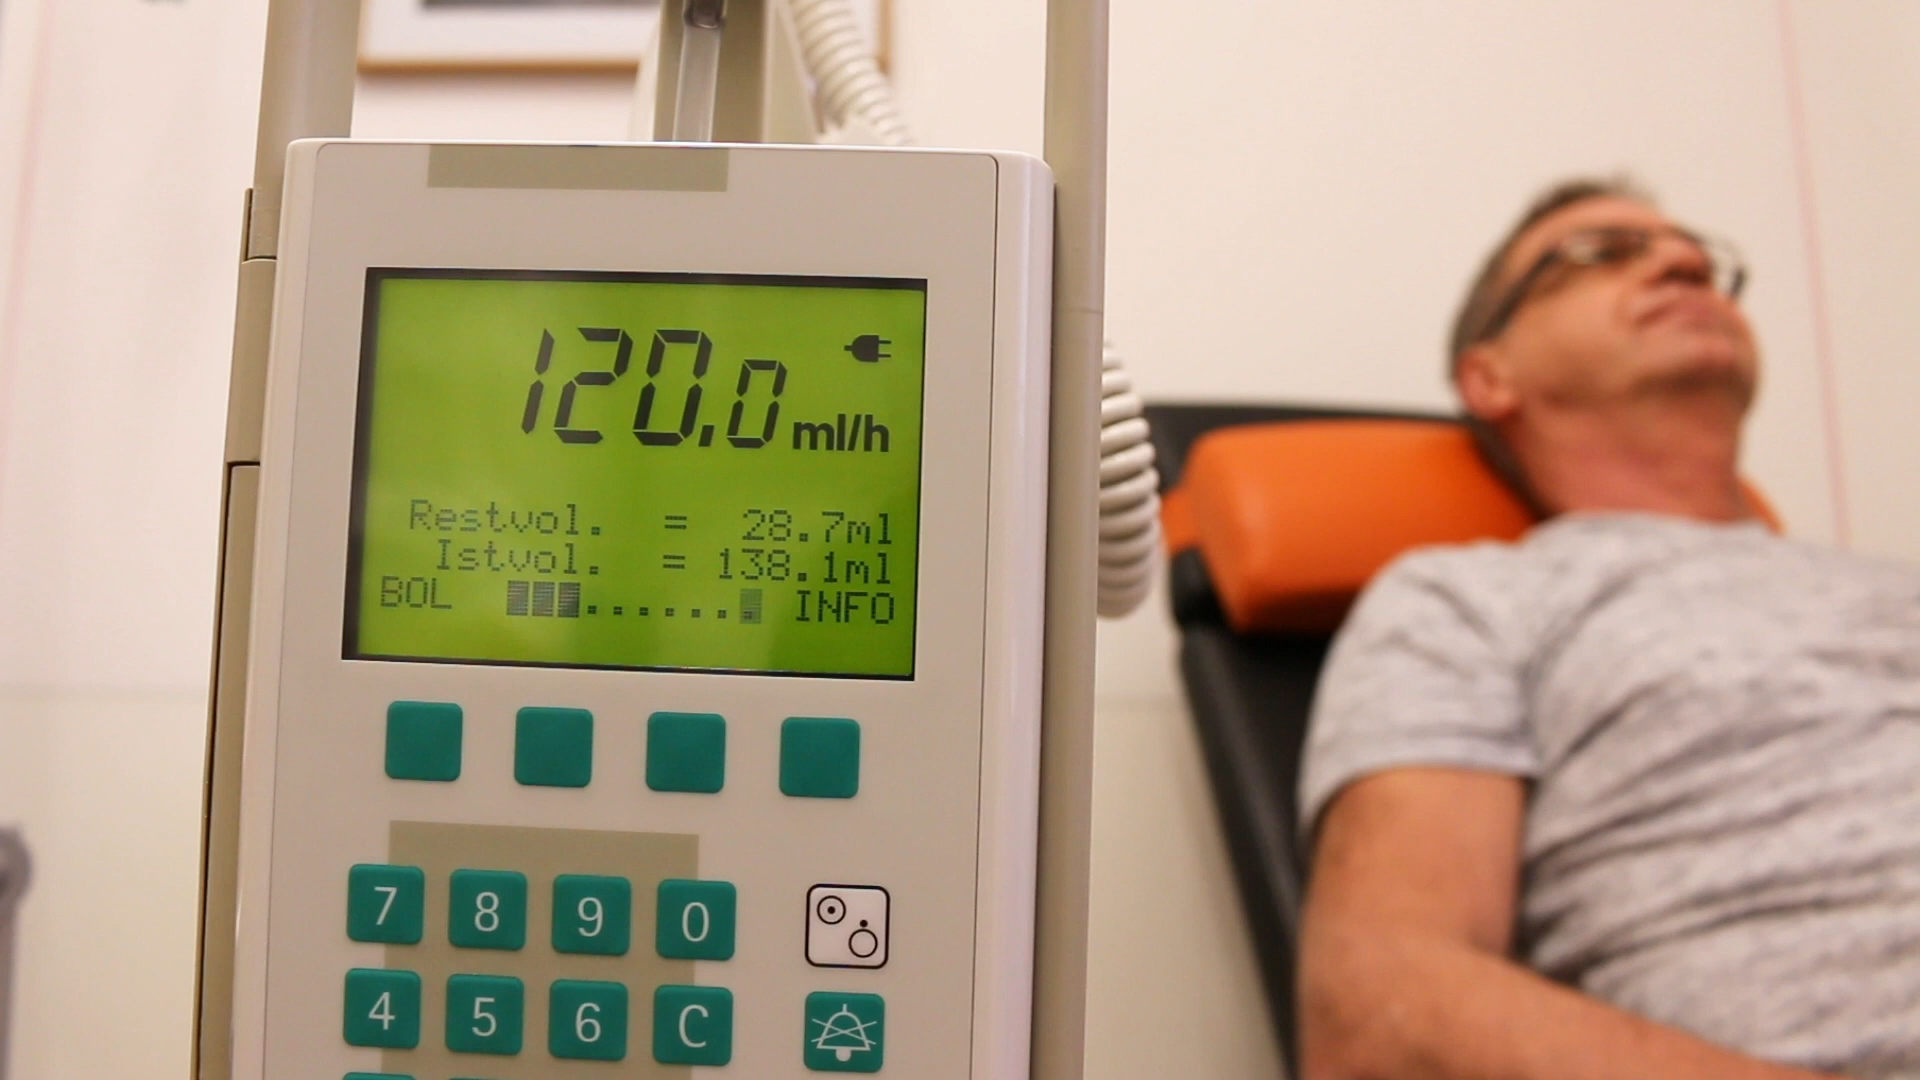 120.0 ml/h
Restvol. = 28.7ml
Istvol. = 138.1ml
BOL INFO
7 8 9 0
4 5 6 C